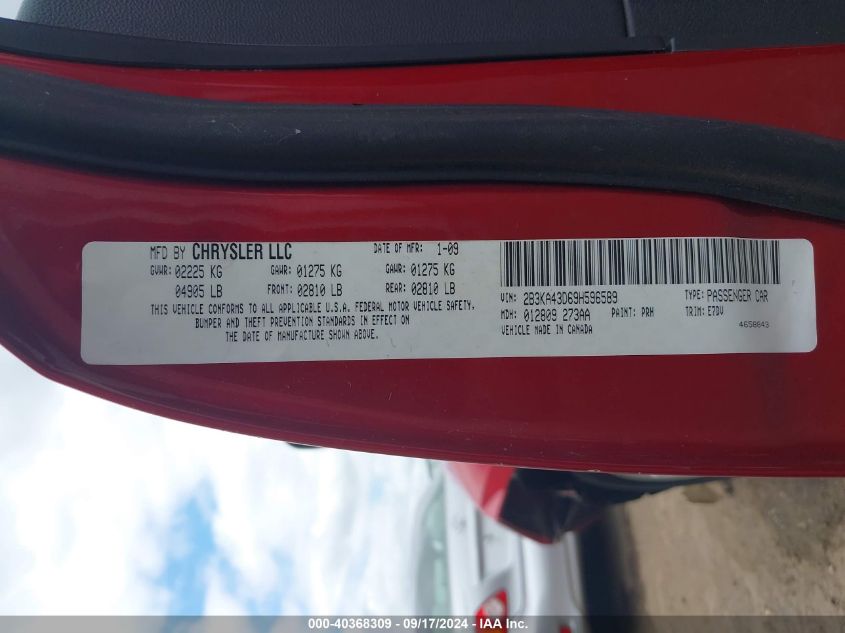 MFD BY CHRYSLER LLC DATE OF MFR: 1-09
GVWR: 02225 KG GAWR: 01275 KG GAWR: 01275 KG
04905 LB FRONT: 02810 LB REAR: 02810 LB
THIS VEHICLE CONFORMS TO ALL APPLICABLE U.S.A. FEDERAL MOTOR VEHICLE SAFETY,
BUMPER AND THEFT PREVENTION STANDARDS IN EFFECT ON
THE DATE OF MANUFACTURE SHOWN ABOVE.
VIN: 2B3KA43D69H596589 TYPE: PASSENGER CAR
MDH: 012809 273AA PAINT: PRH TRIM: E7DV
VEHICLE MADE IN CANADA 4658843
000-40368309 - 09/17/2024 - IAA Inc.